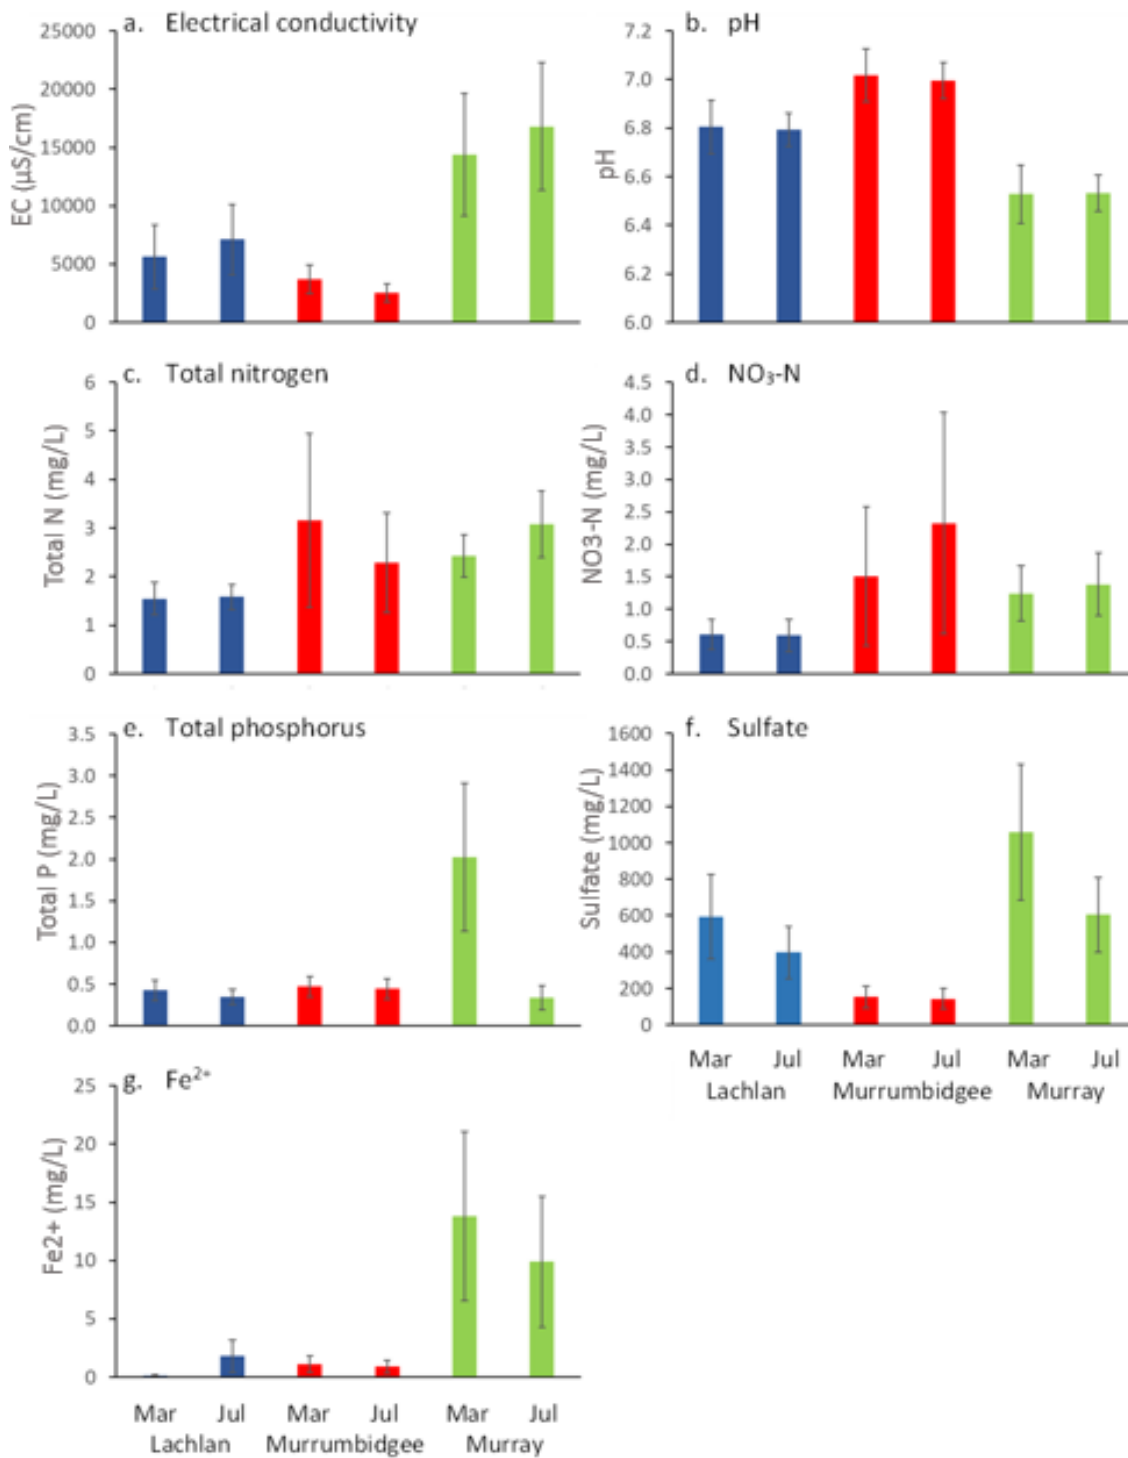 a. Electrical conductivity
25000
20000
15000
10000
5000
0
EC (µS/cm)
b. pH
7.2
7.0
6.8
6.6
6.4
6.2
6.0
pH
c. Total nitrogen
6
5
4
3
2
1
0
Total N (mg/L)
d. NO₃-N
4.5
4.0
3.5
3.0
2.5
2.0
1.5
1.0
0.5
0.0
NO3-N (mg/L)
e. Total phosphorus
3.5
3.0
2.5
2.0
1.5
1.0
0.5
0.0
Total P (mg/L)
f. Sulfate
1600
1400
1200
1000
800
600
400
200
0
Sulfate (mg/L)
Mar Jul Mar Jul Mar Jul
Lachlan Murrumbidgee Murray
g. Fe²⁺
25
20
15
10
5
0
Fe2+ (mg/L)
Mar Jul Mar Jul Mar Jul
Lachlan Murrumbidgee Murray